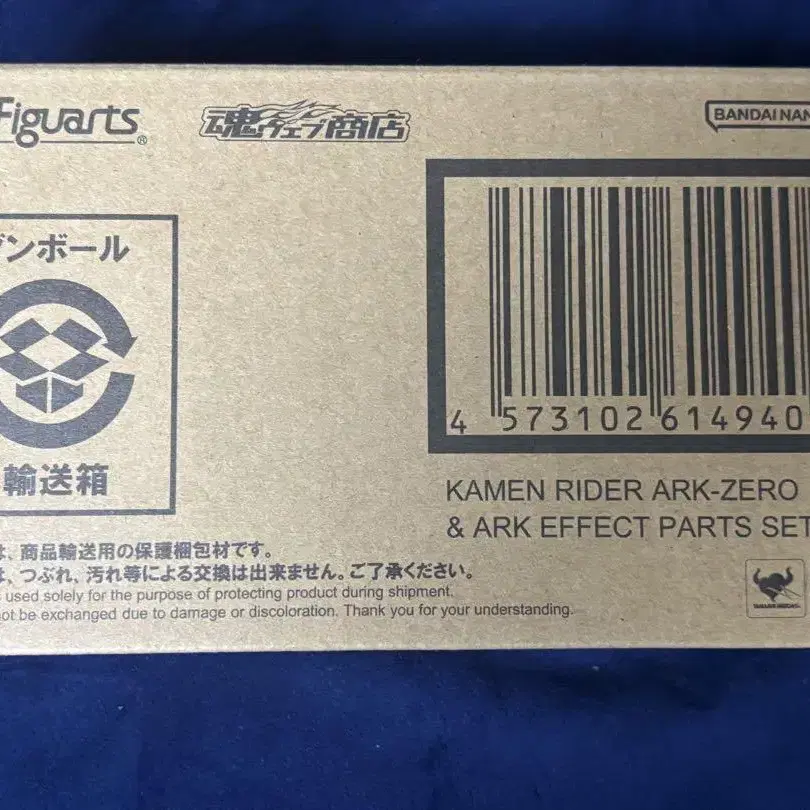 Figuarts®
魂ウェブ商店
BANDAI NAM
ダンボール
輸送箱
4 573102 614940
KAMEN RIDER ARK-ZERO
& ARK EFFECT PARTS SET
は、商品輸送用の保護梱包材です。
は、つぶれ、汚れ等による交換は出来ません。ご了承ください。
s used solely for the purpose of protecting product during shipment.
not be exchanged due to damage or discoloration. Thank you for your understanding.